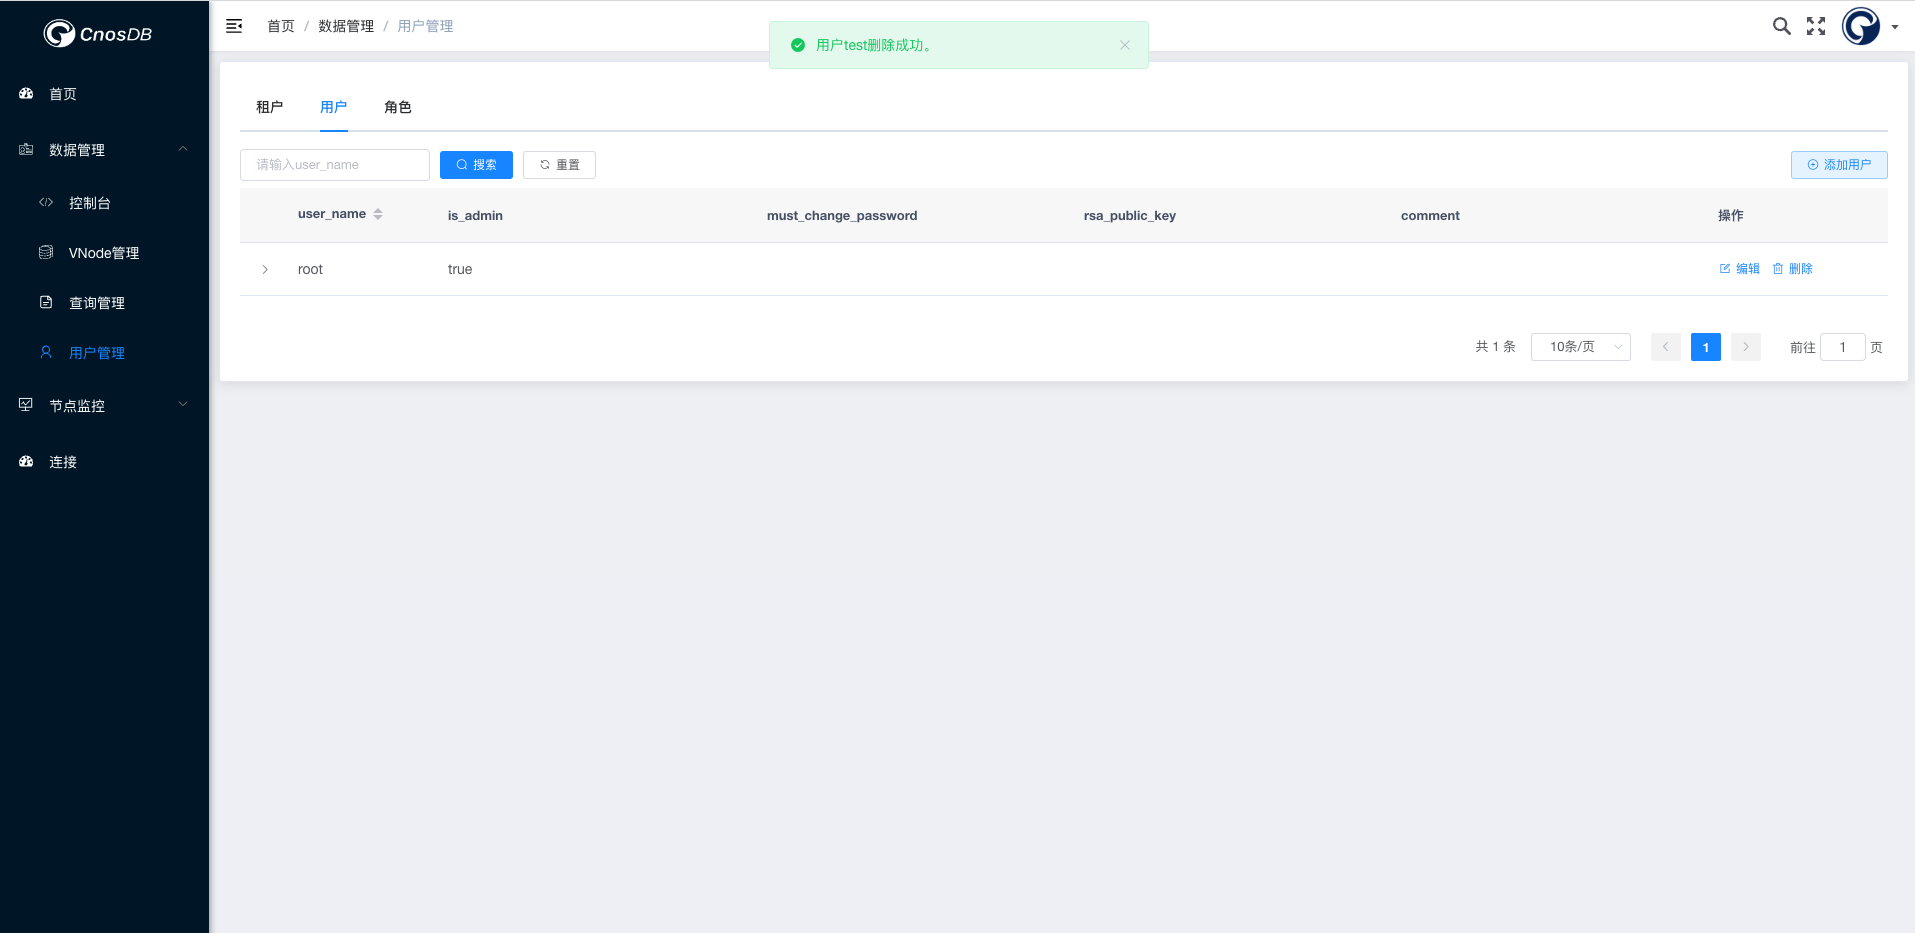 CnosDB
首页
数据管理
控制台
VNode管理
查询管理
用户管理
节点监控
连接
首页 / 数据管理 / 用户管理
用户test删除成功。
租户 用户 角色
请输入user_name 搜索 重置 添加用户
user_name is_admin must_change_password rsa_public_key comment 操作
root true 编辑 删除
共 1 条 10条/页 1 前往 1 页